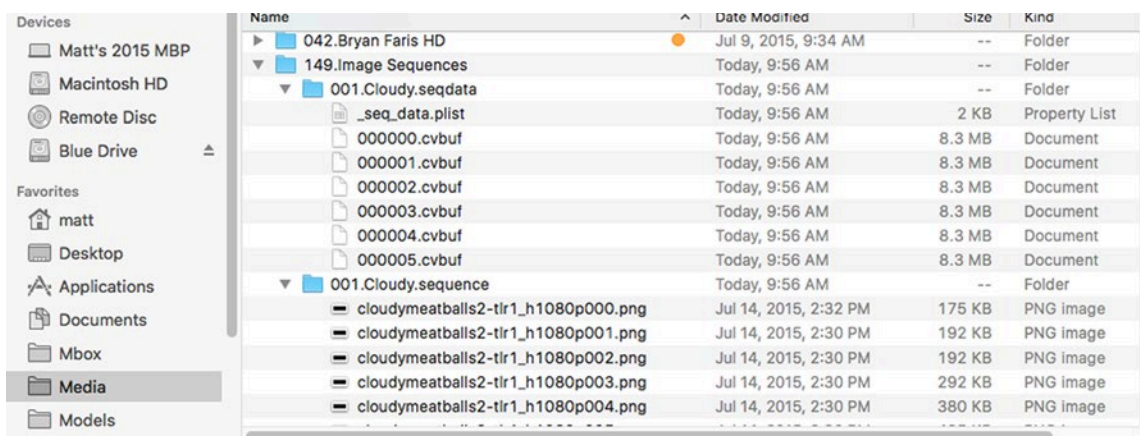 Devices
Matt's 2015 MBP
Macintosh HD
Remote Disc
Blue Drive
Favorites
matt
Desktop
Applications
Documents
Mbox
Media
Models
Name Date Modified Size Kind
042.Bryan Faris HD Jul 9, 2015, 9:34 AM -- Folder
149.Image Sequences Today, 9:56 AM -- Folder
001.Cloudy.seqdata Today, 9:56 AM -- Folder
_seq_data.plist Today, 9:56 AM 2 KB Property List
000000.cvbuf Today, 9:56 AM 8.3 MB Document
000001.cvbuf Today, 9:56 AM 8.3 MB Document
000002.cvbuf Today, 9:56 AM 8.3 MB Document
000003.cvbuf Today, 9:56 AM 8.3 MB Document
000004.cvbuf Today, 9:56 AM 8.3 MB Document
000005.cvbuf Today, 9:56 AM 8.3 MB Document
001.Cloudy.sequence Today, 9:56 AM -- Folder
cloudymeatballs2-tlr1_h1080p000.png Jul 14, 2015, 2:32 PM 175 KB PNG image
cloudymeatballs2-tlr1_h1080p001.png Jul 14, 2015, 2:30 PM 192 KB PNG image
cloudymeatballs2-tlr1_h1080p002.png Jul 14, 2015, 2:30 PM 192 KB PNG image
cloudymeatballs2-tlr1_h1080p003.png Jul 14, 2015, 2:30 PM 292 KB PNG image
cloudymeatballs2-tlr1_h1080p004.png Jul 14, 2015, 2:30 PM 380 KB PNG image